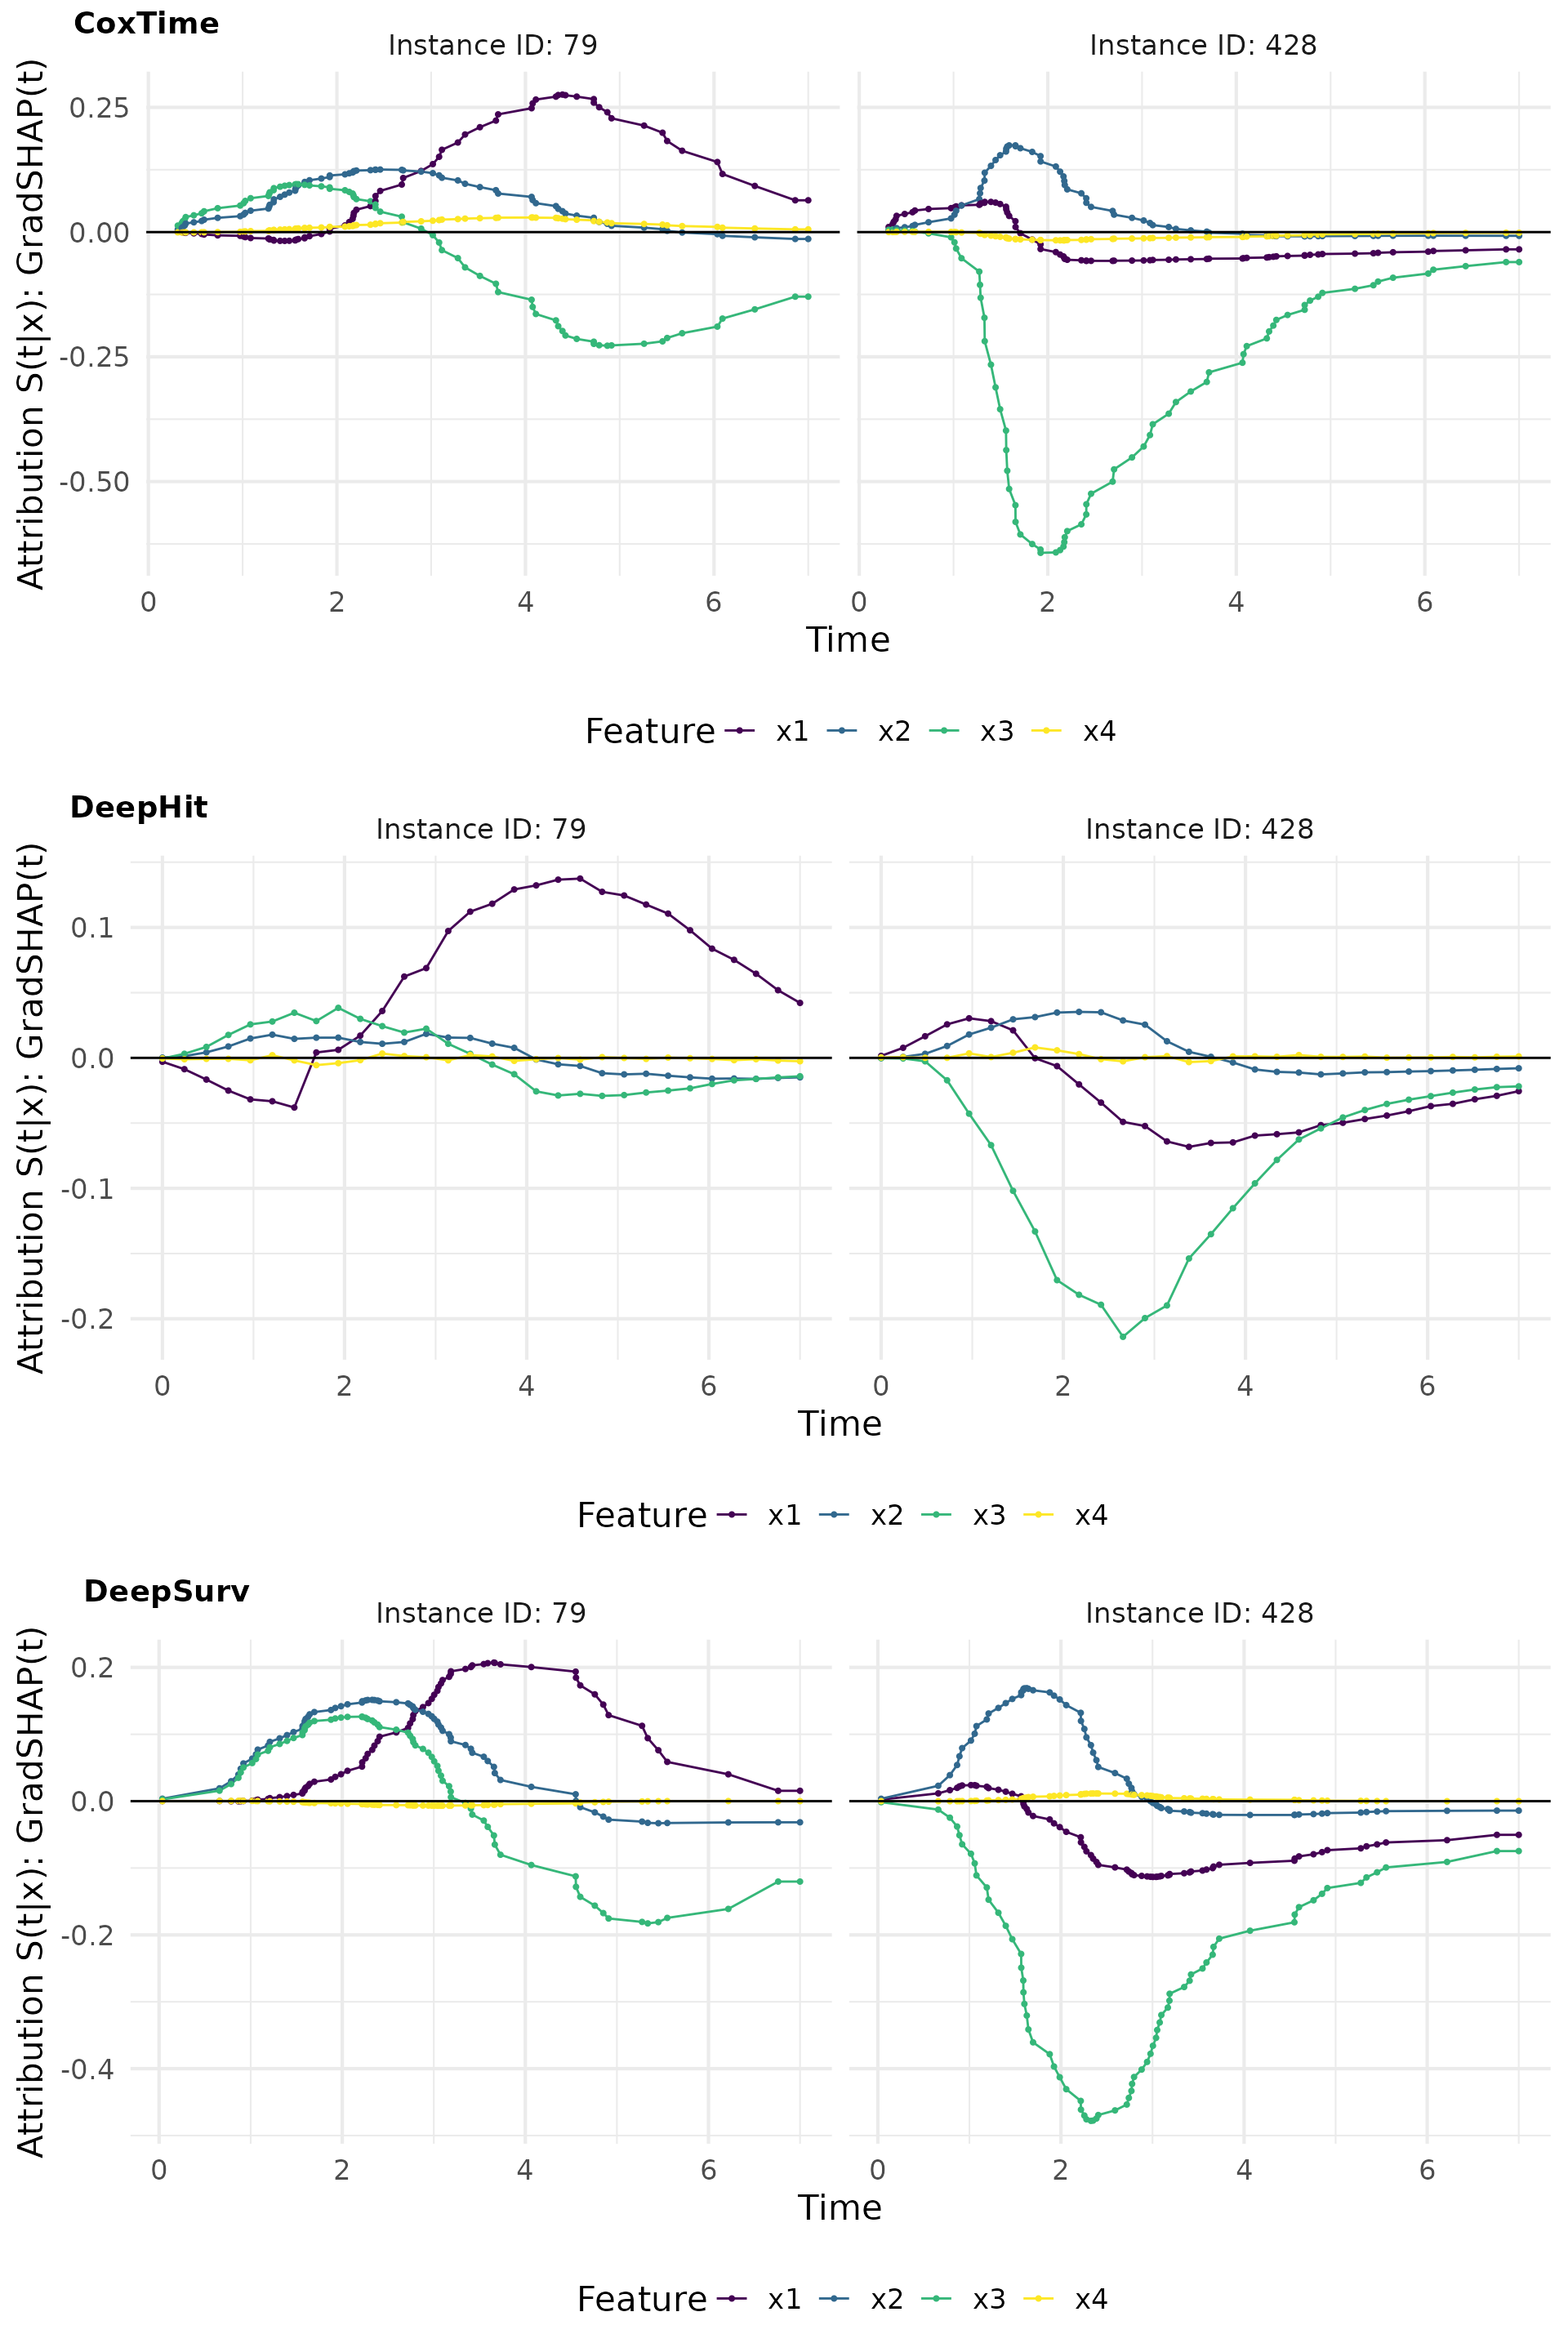 CoxTime
Instance ID: 79
Instance ID: 428
Attribution S(t|x): GradSHAP(t)
0.25
0.00
-0.25
-0.50
0 2 4 6 0 2 4 6
Time
Feature x1 x2 x3 x4
DeepHit
Instance ID: 79
Instance ID: 428
Attribution S(t|x): GradSHAP(t)
0.1
0.0
-0.1
-0.2
0 2 4 6 0 2 4 6
Time
Feature x1 x2 x3 x4
DeepSurv
Instance ID: 79
Instance ID: 428
Attribution S(t|x): GradSHAP(t)
0.2
0.0
-0.2
-0.4
0 2 4 6 0 2 4 6
Time
Feature x1 x2 x3 x4